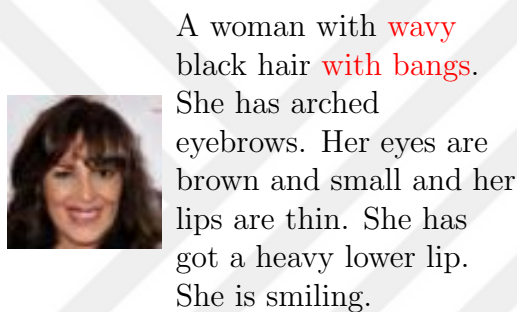 A woman with wavy
black hair with bangs.
She has arched
eyebrows. Her eyes are
brown and small and her
lips are thin. She has
got a heavy lower lip.
She is smiling.